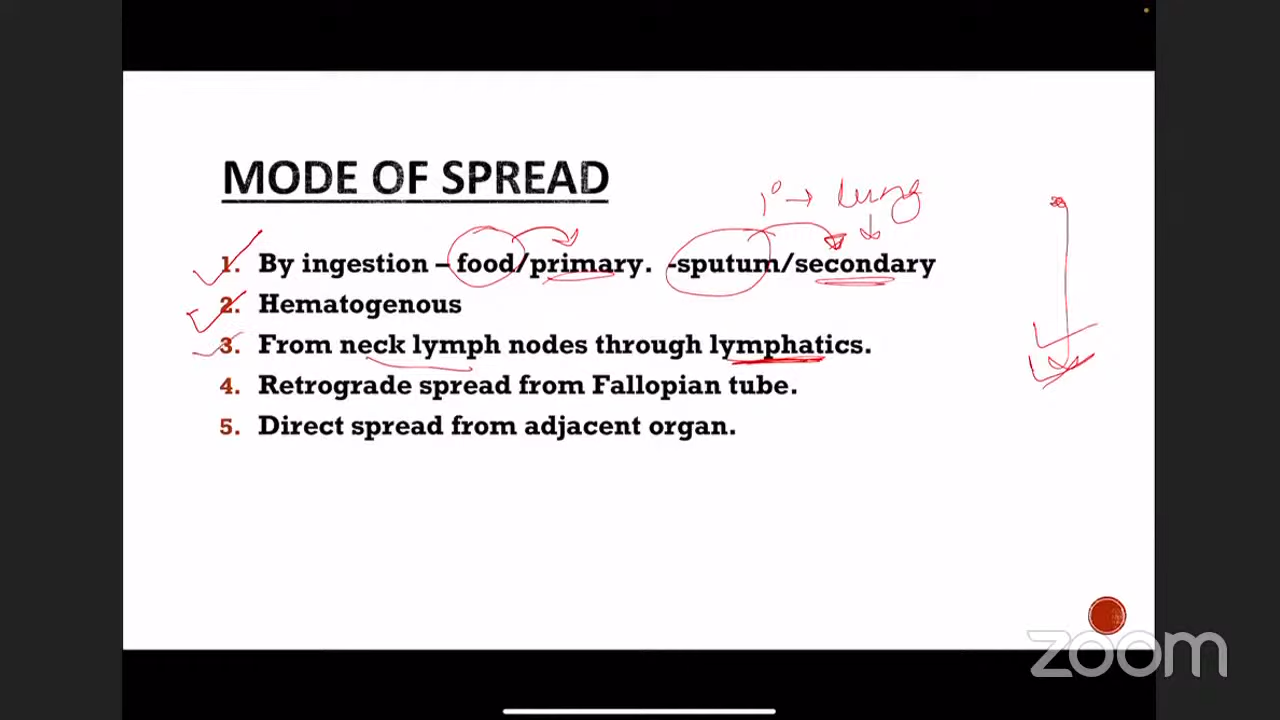 MODE OF SPREAD
1° → Lung
1. By ingestion – food/primary. -sputum/secondary
2. Hematogenous
3. From neck lymph nodes through lymphatics.
4. Retrograde spread from Fallopian tube.
5. Direct spread from adjacent organ.
zoom